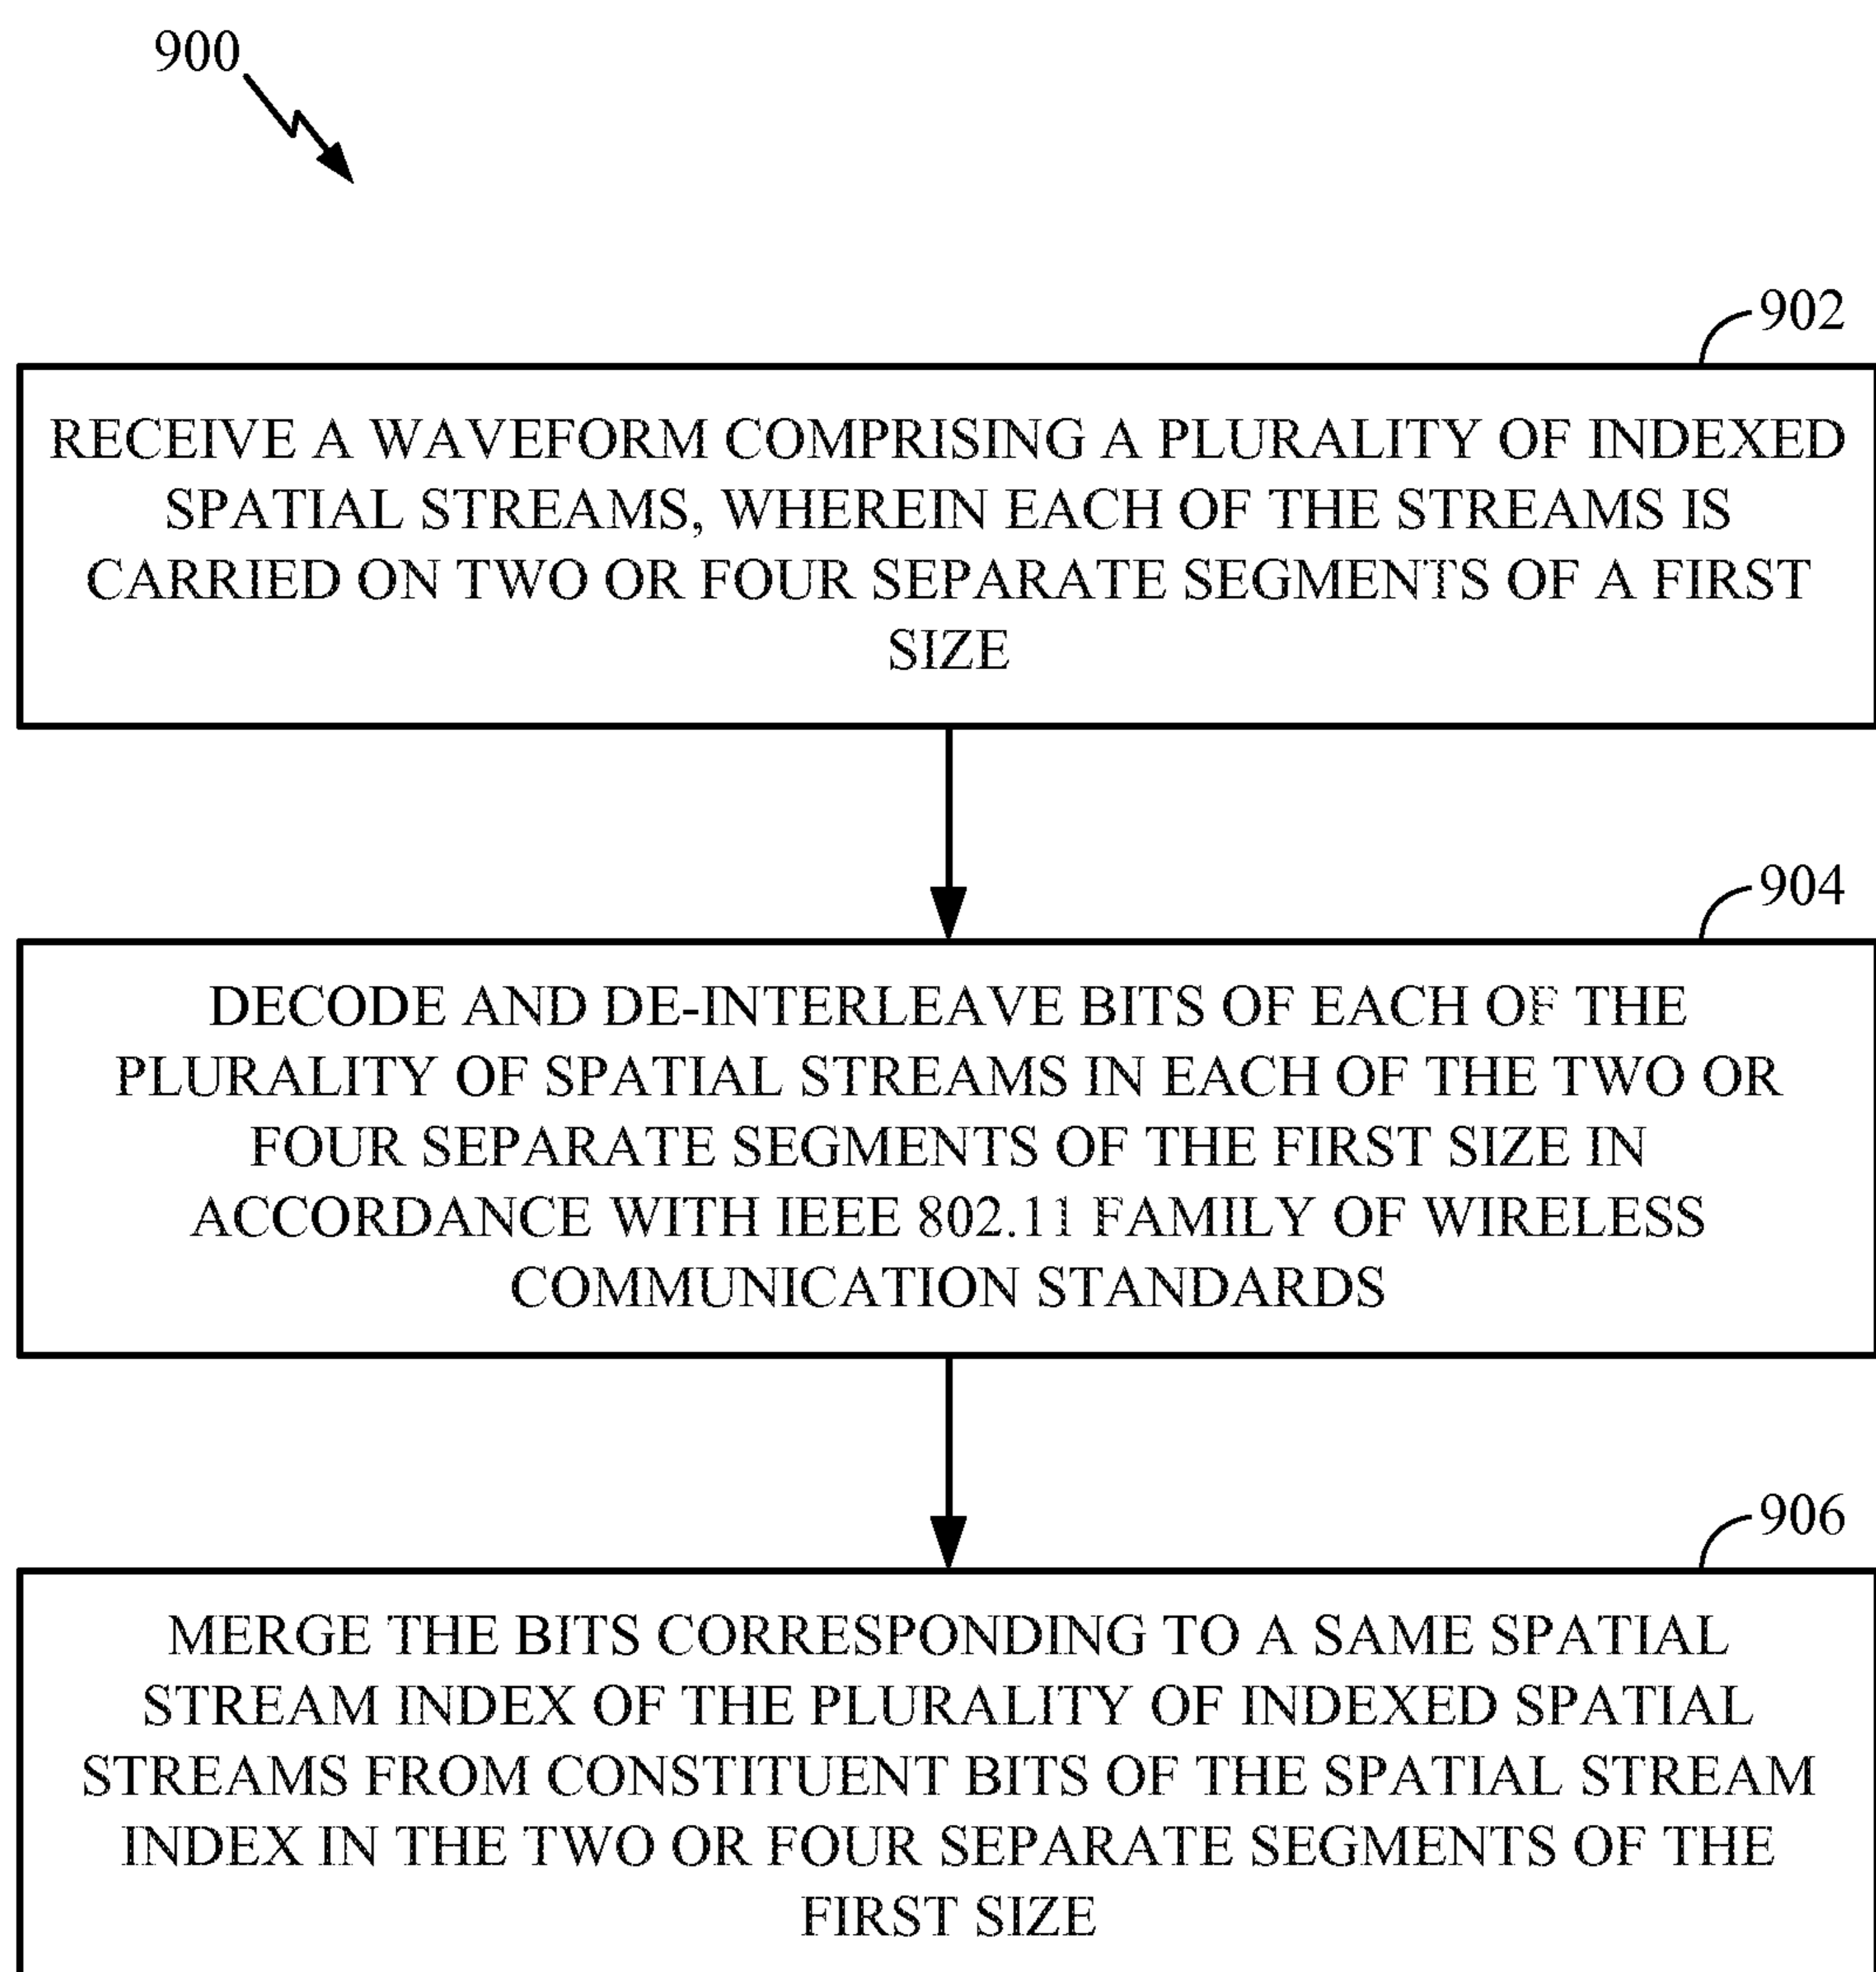 900
902
RECEIVE A WAVEFORM COMPRISING A PLURALITY OF INDEXED
SPATIAL STREAMS, WHEREIN EACH OF THE STREAMS IS
CARRIED ON TWO OR FOUR SEPARATE SEGMENTS OF A FIRST
SIZE
904
DECODE AND DE-INTERLEAVE BITS OF EACH OF THE
PLURALITY OF SPATIAL STREAMS IN EACH OF THE TWO OR
FOUR SEPARATE SEGMENTS OF THE FIRST SIZE IN
ACCORDANCE WITH IEEE 802.11 FAMILY OF WIRELESS
COMMUNICATION STANDARDS
906
MERGE THE BITS CORRESPONDING TO A SAME SPATIAL
STREAM INDEX OF THE PLURALITY OF INDEXED SPATIAL
STREAMS FROM CONSTITUENT BITS OF THE SPATIAL STREAM
INDEX IN THE TWO OR FOUR SEPARATE SEGMENTS OF THE
FIRST SIZE